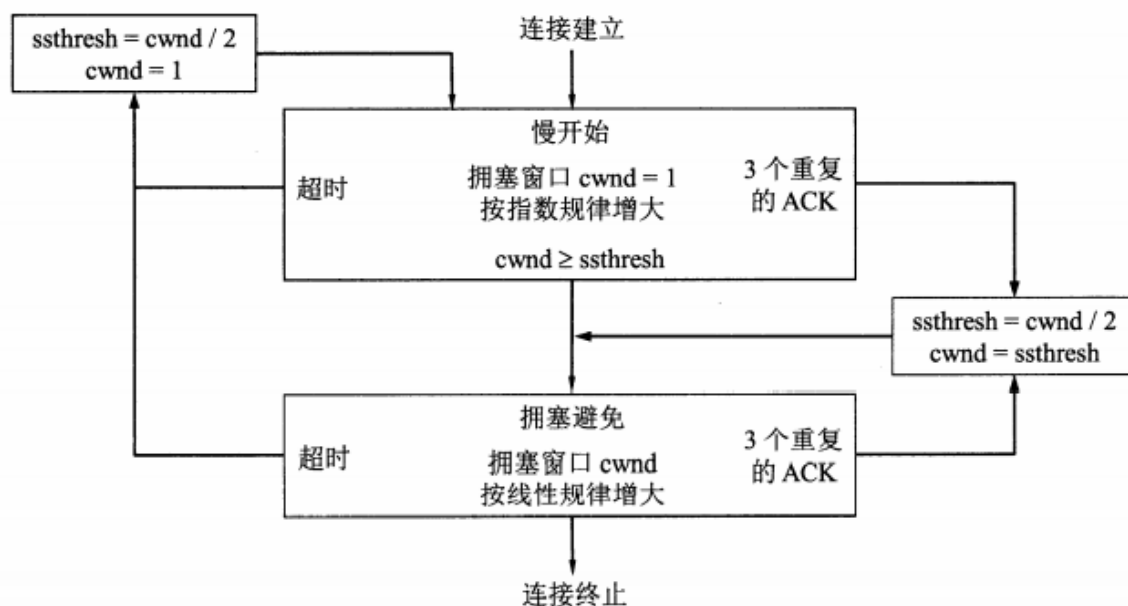 连接建立
ssthresh = cwnd / 2
cwnd = 1
慢开始
超时
拥塞窗口 cwnd = 1
按指数规律增大
3 个重复
的 ACK
cwnd ≥ ssthresh
ssthresh = cwnd / 2
cwnd = ssthresh
拥塞避免
超时
拥塞窗口 cwnd
按线性规律增大
3 个重复
的 ACK
连接终止